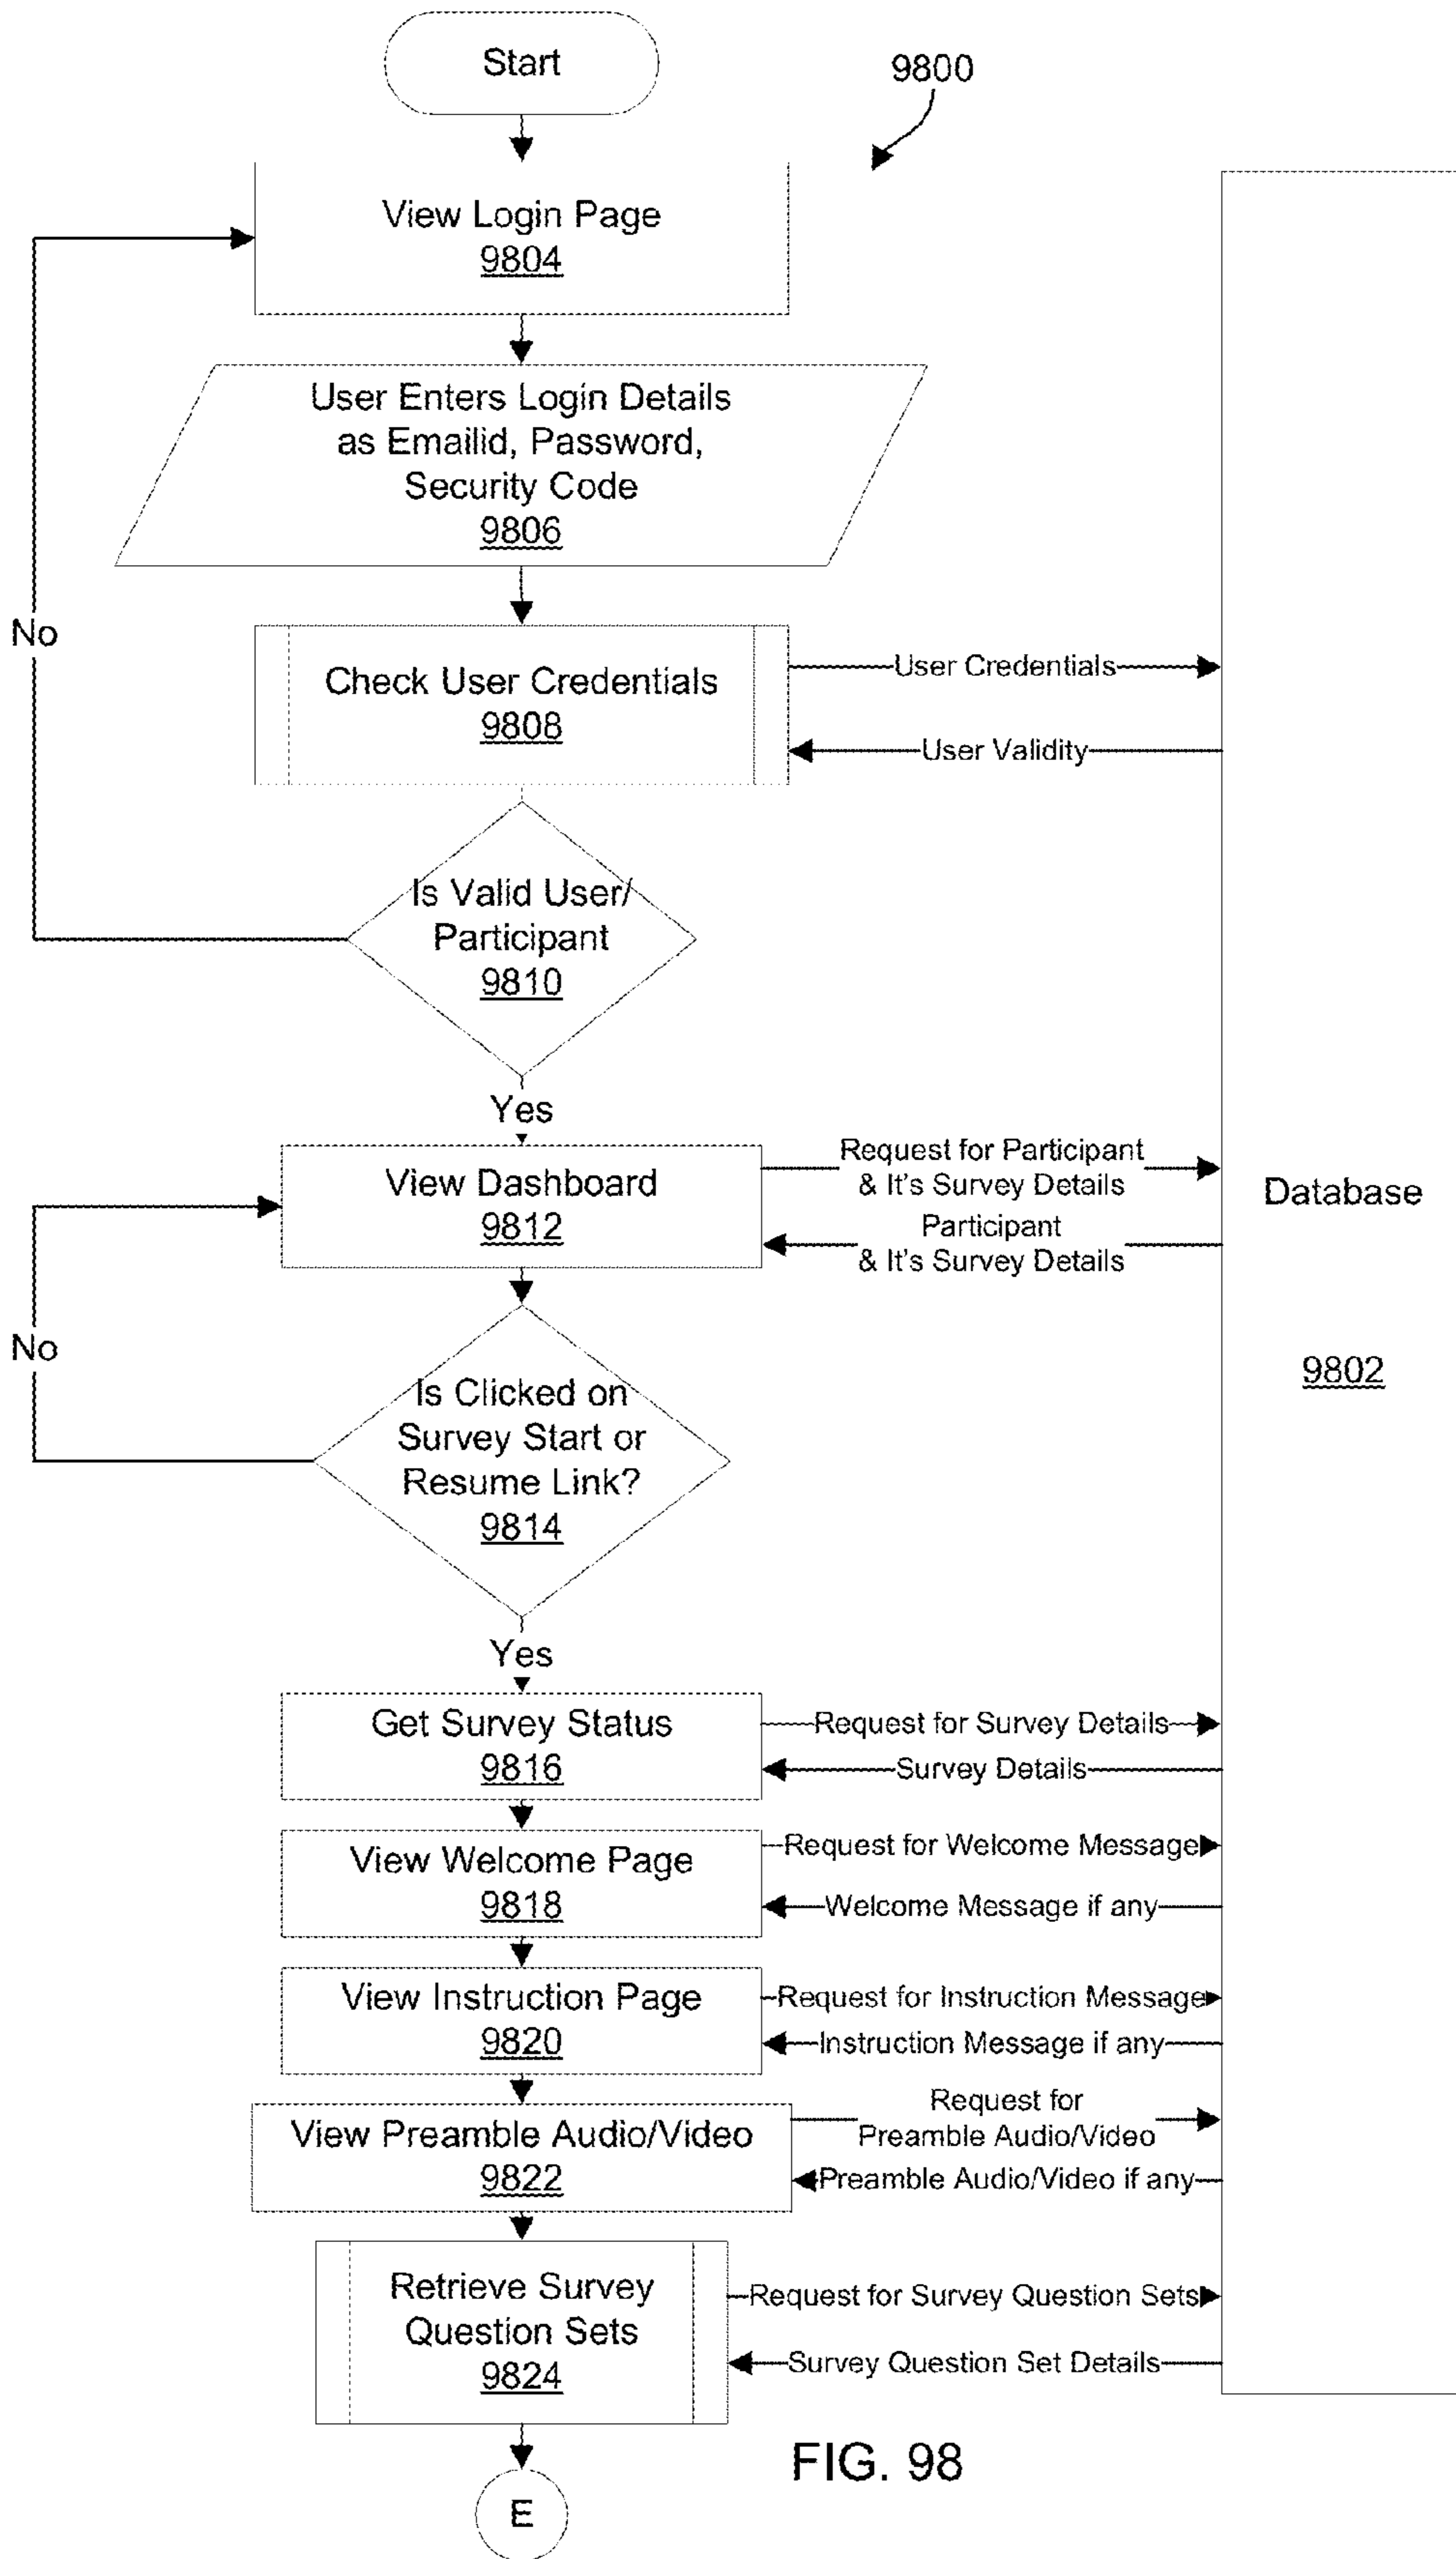 Start
9800
View Login Page
9804
User Enters Login Details
as Emailid, Password,
Security Code
9806
No
Check User Credentials
9808
User Credentials
User Validity
Is Valid User/
Participant
9810
Yes
View Dashboard
9812
Request for Participant
& It's Survey Details
Participant
& It's Survey Details
Database
9802
No
Is Clicked on
Survey Start or
Resume Link?
9814
Yes
Get Survey Status
9816
Request for Survey Details
Survey Details
View Welcome Page
9818
Request for Welcome Message
Welcome Message if any
View Instruction Page
9820
Request for Instruction Message
Instruction Message if any
View Preamble Audio/Video
9822
Request for
Preamble Audio/Video
Preamble Audio/Video if any
Retrieve Survey
Question Sets
9824
Request for Survey Question Sets
Survey Question Set Details
FIG. 98
E